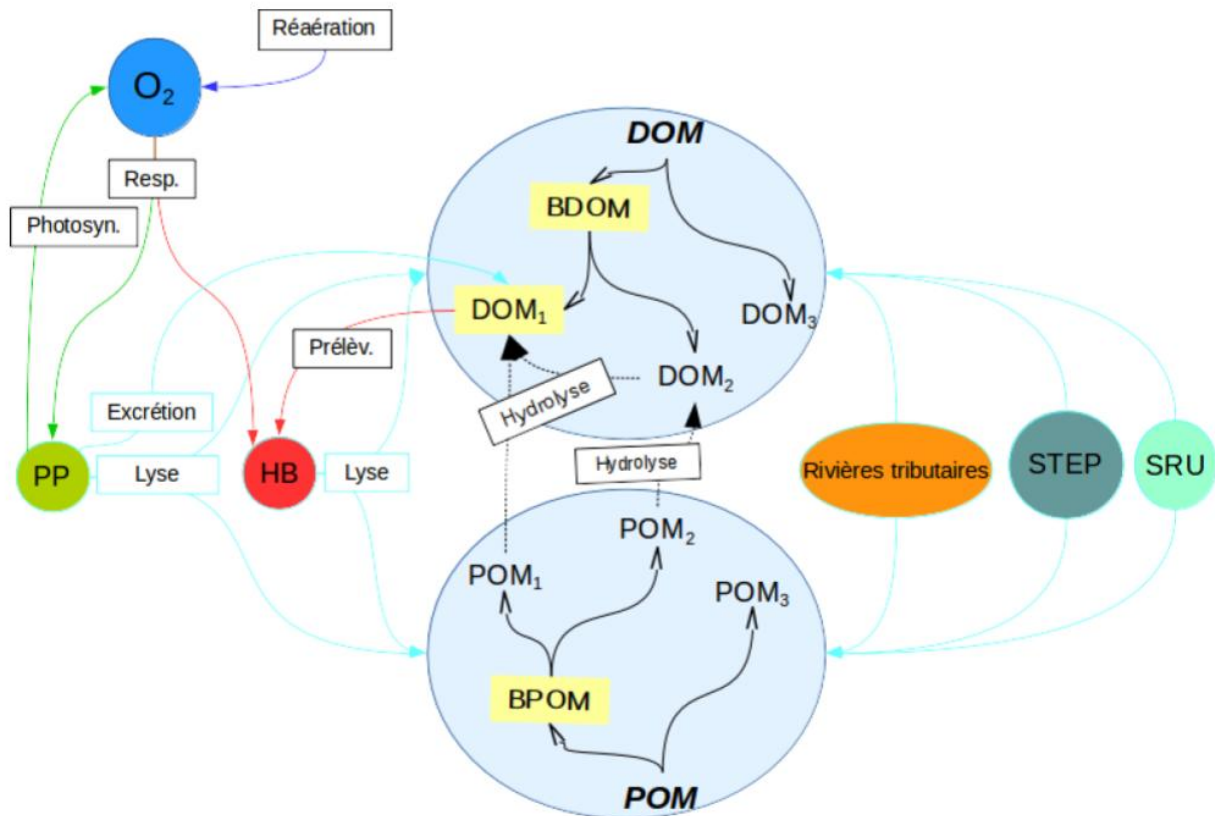 Réaération
O2
Resp.
Photosyn.
DOM
BDOM
DOM1
DOM3
Prélèv.
DOM2
Hydrolyse
Excrétion
Hydrolyse
PP
Lyse
HB
Lyse
Rivières tributaires
STEP
SRU
POM2
POM1
POM3
BPOM
POM